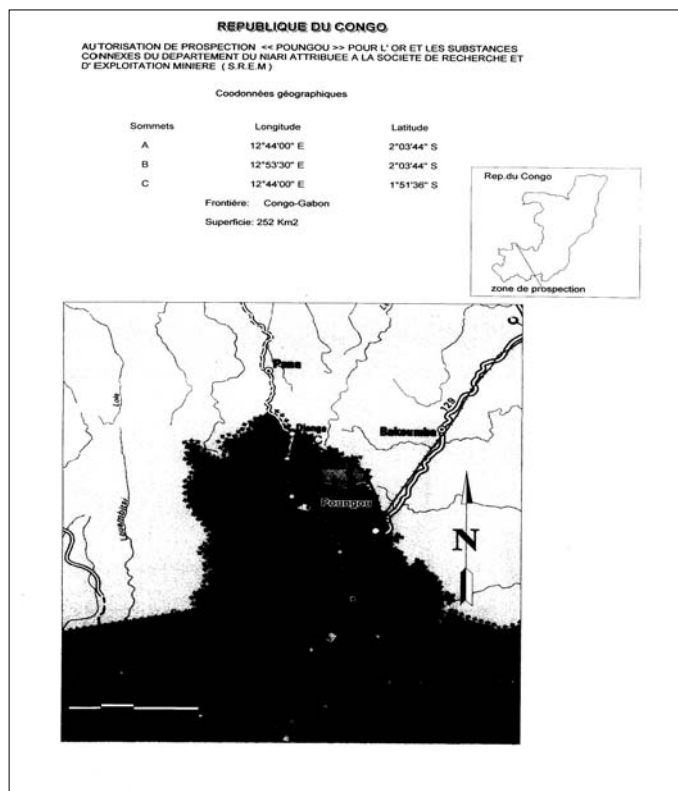 REPUBLIQUE DU CONGO
AUTORISATION DE PROSPECTION << POUNGOU >> POUR L' OR ET LES SUBSTANCES
CONNEXES DU DEPARTEMENT DU NIARI ATTRIBUEE A LA SOCIETE DE RECHERCHE ET
D' EXPLOITATION MINIERE ( S.R.E.M )
Coodonnées géographiques
Sommets Longitude Latitude
A 12°44'00" E 2°03'44" S
B 12°53'30" E 2°03'44" S
C 12°44'00" E 1°51'36" S
Frontière: Congo-Gabon
Superficie: 252 Km2
Rep.du Congo
zone de prospection
Pana
129
Bakoumba
Poungou
N